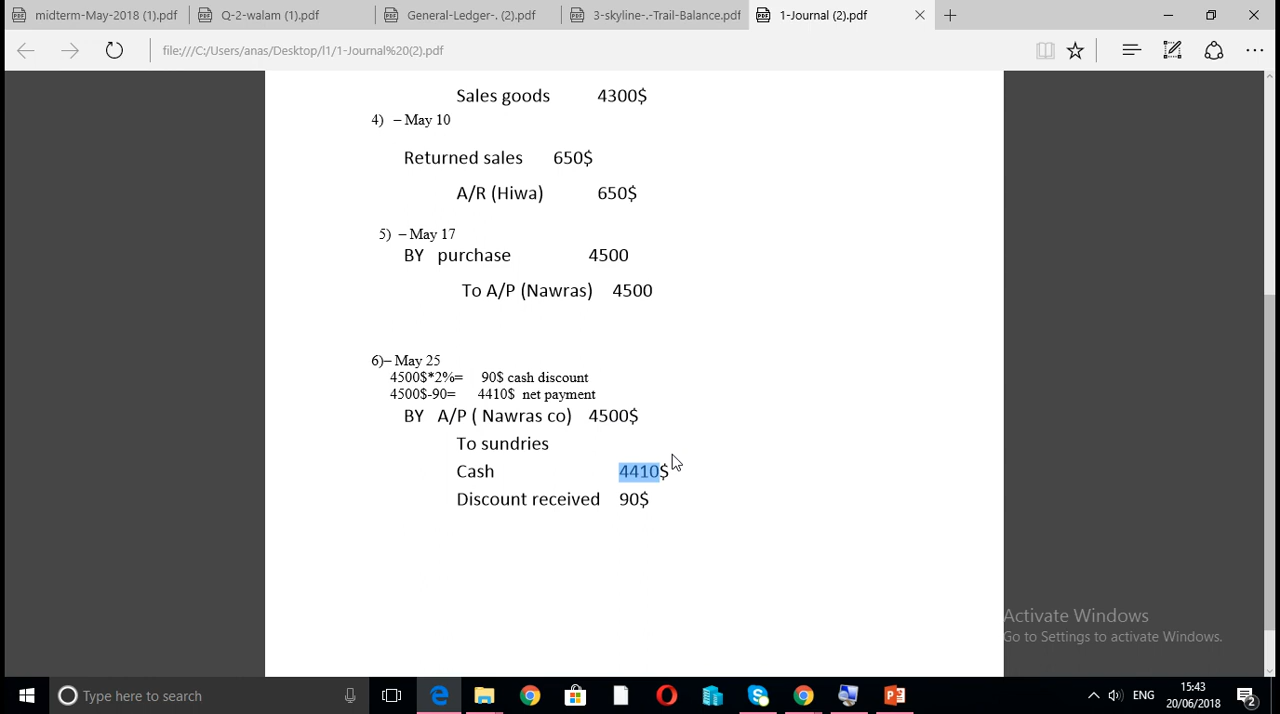 midterm-May-2018 (1).pdf
Q-2-walam (1).pdf
General-Ledger-. (2).pdf
3-skyline-.-Trail-Balance.pdf
1-Journal (2).pdf
file:///C:/Users/anas/Desktop/l1/1-Journal%20(2).pdf
Sales goods 4300$
4) – May 10
Returned sales 650$
A/R (Hiwa) 650$
5) – May 17
BY purchase 4500
To A/P (Nawras) 4500
6)– May 25
4500$*2%= 90$ cash discount
4500$-90= 4410$ net payment
BY A/P ( Nawras co) 4500$
To sundries
Cash 4410$
Discount received 90$
Activate Windows
Go to Settings to activate Windows.
Type here to search
ENG
15:43
20/06/2018
2